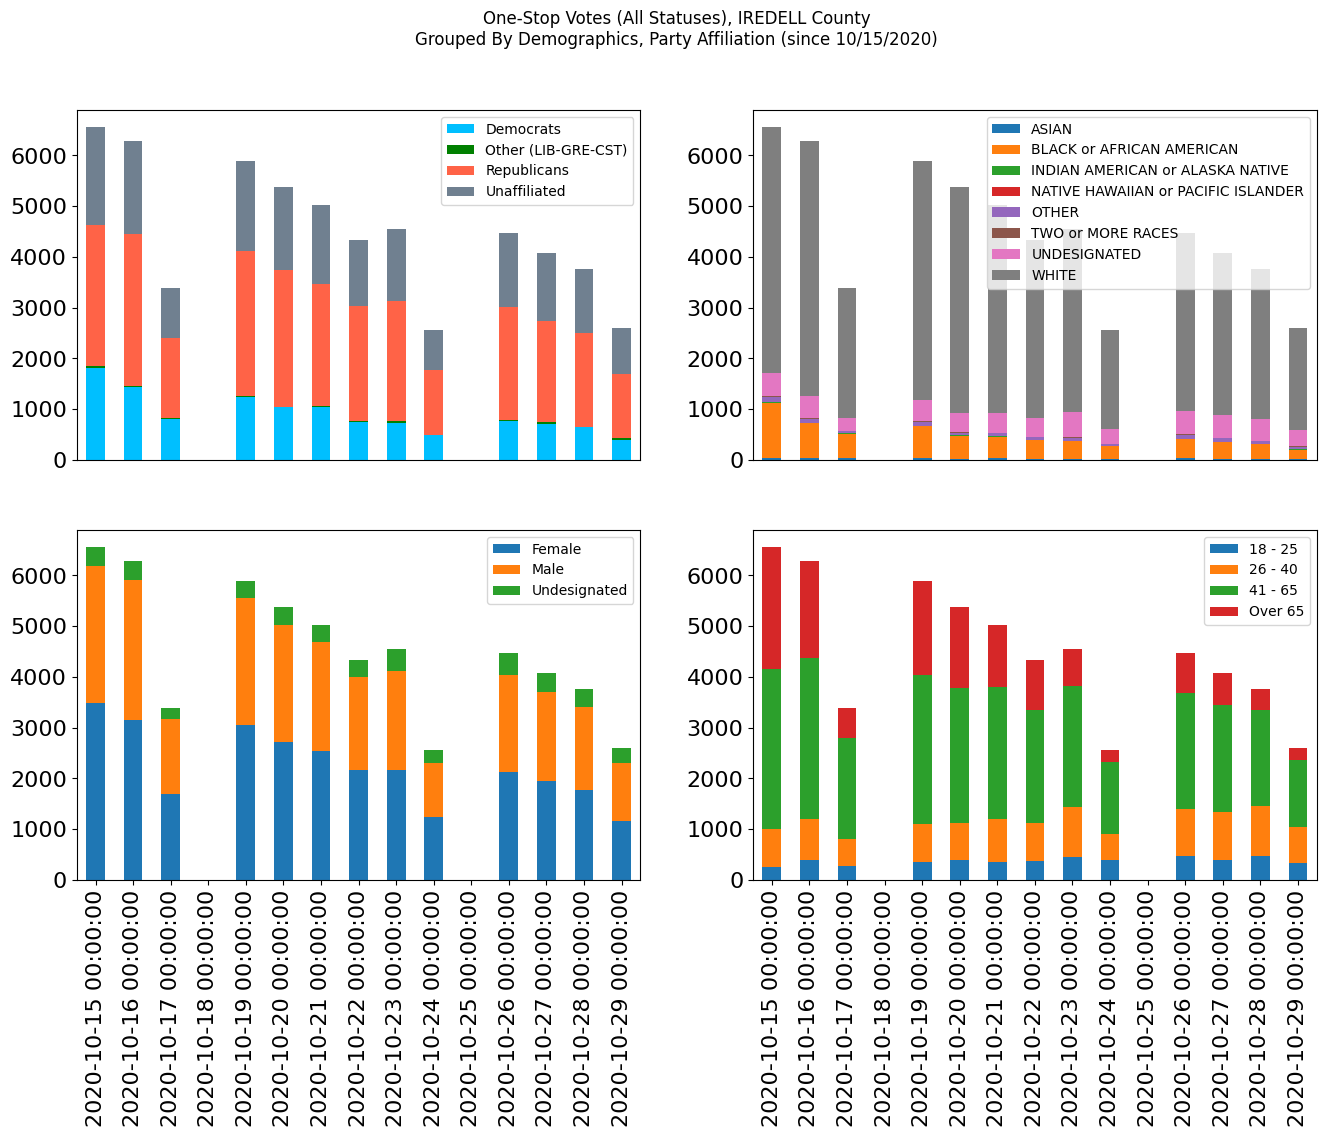 One-Stop Votes (All Statuses), IREDELL County
Grouped By Demographics, Party Affiliation (since 10/15/2020)
6000
5000
4000
3000
2000
1000
0
Democrats
Other (LIB-GRE-CST)
Republicans
Unaffiliated
6000
5000
4000
3000
2000
1000
0
ASIAN
BLACK or AFRICAN AMERICAN
INDIAN AMERICAN or ALASKA NATIVE
NATIVE HAWAIIAN or PACIFIC ISLANDER
OTHER
TWO or MORE RACES
UNDESIGNATED
WHITE
6000
5000
4000
3000
2000
1000
0
Female
Male
Undesignated
2020-10-15 00:00:00
2020-10-16 00:00:00
2020-10-17 00:00:00
2020-10-18 00:00:00
2020-10-19 00:00:00
2020-10-20 00:00:00
2020-10-21 00:00:00
2020-10-22 00:00:00
2020-10-23 00:00:00
2020-10-24 00:00:00
2020-10-25 00:00:00
2020-10-26 00:00:00
2020-10-27 00:00:00
2020-10-28 00:00:00
2020-10-29 00:00:00
6000
5000
4000
3000
2000
1000
0
18 - 25
26 - 40
41 - 65
Over 65
2020-10-15 00:00:00
2020-10-16 00:00:00
2020-10-17 00:00:00
2020-10-18 00:00:00
2020-10-19 00:00:00
2020-10-20 00:00:00
2020-10-21 00:00:00
2020-10-22 00:00:00
2020-10-23 00:00:00
2020-10-24 00:00:00
2020-10-25 00:00:00
2020-10-26 00:00:00
2020-10-27 00:00:00
2020-10-28 00:00:00
2020-10-29 00:00:00